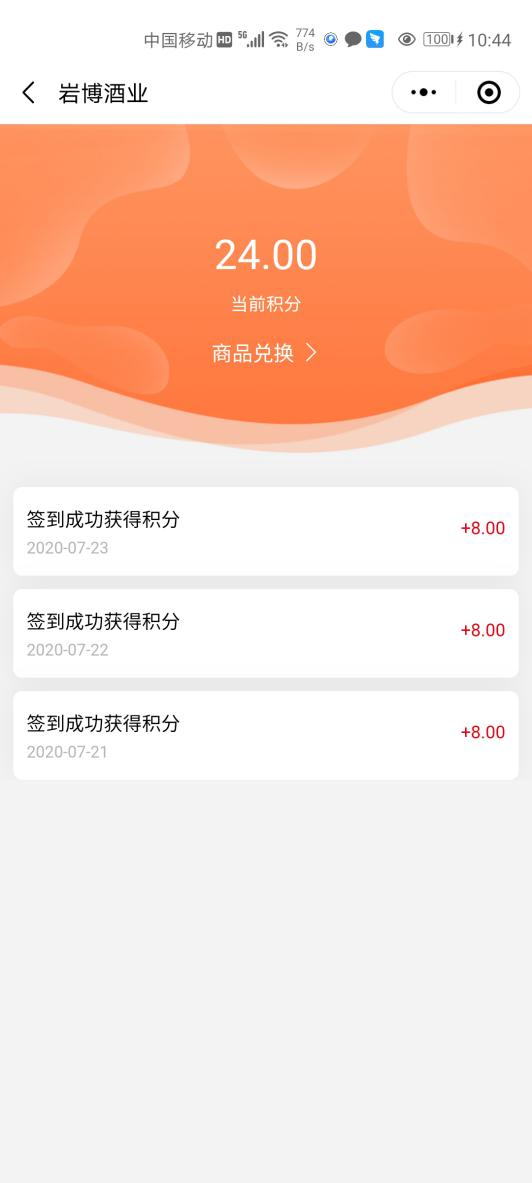 中国移动 HD 5G 774 B/s 100 10:44
岩博酒业
24.00
当前积分
商品兑换
签到成功获得积分
+8.00
2020-07-23
签到成功获得积分
+8.00
2020-07-22
签到成功获得积分
+8.00
2020-07-21